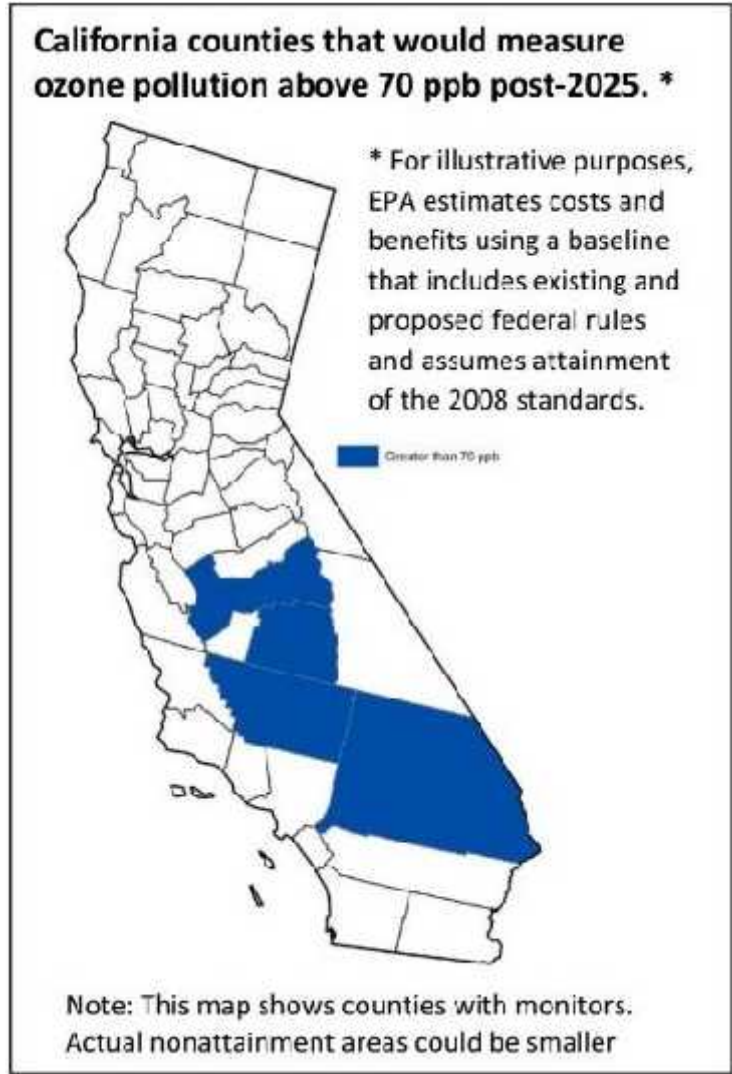 California counties that would measure
ozone pollution above 70 ppb post-2025. *
* For illustrative purposes,
EPA estimates costs and
benefits using a baseline
that includes existing and
proposed federal rules
and assumes attainment
of the 2008 standards.
Greater than 70 ppb
Note: This map shows counties with monitors.
Actual nonattainment areas could be smaller